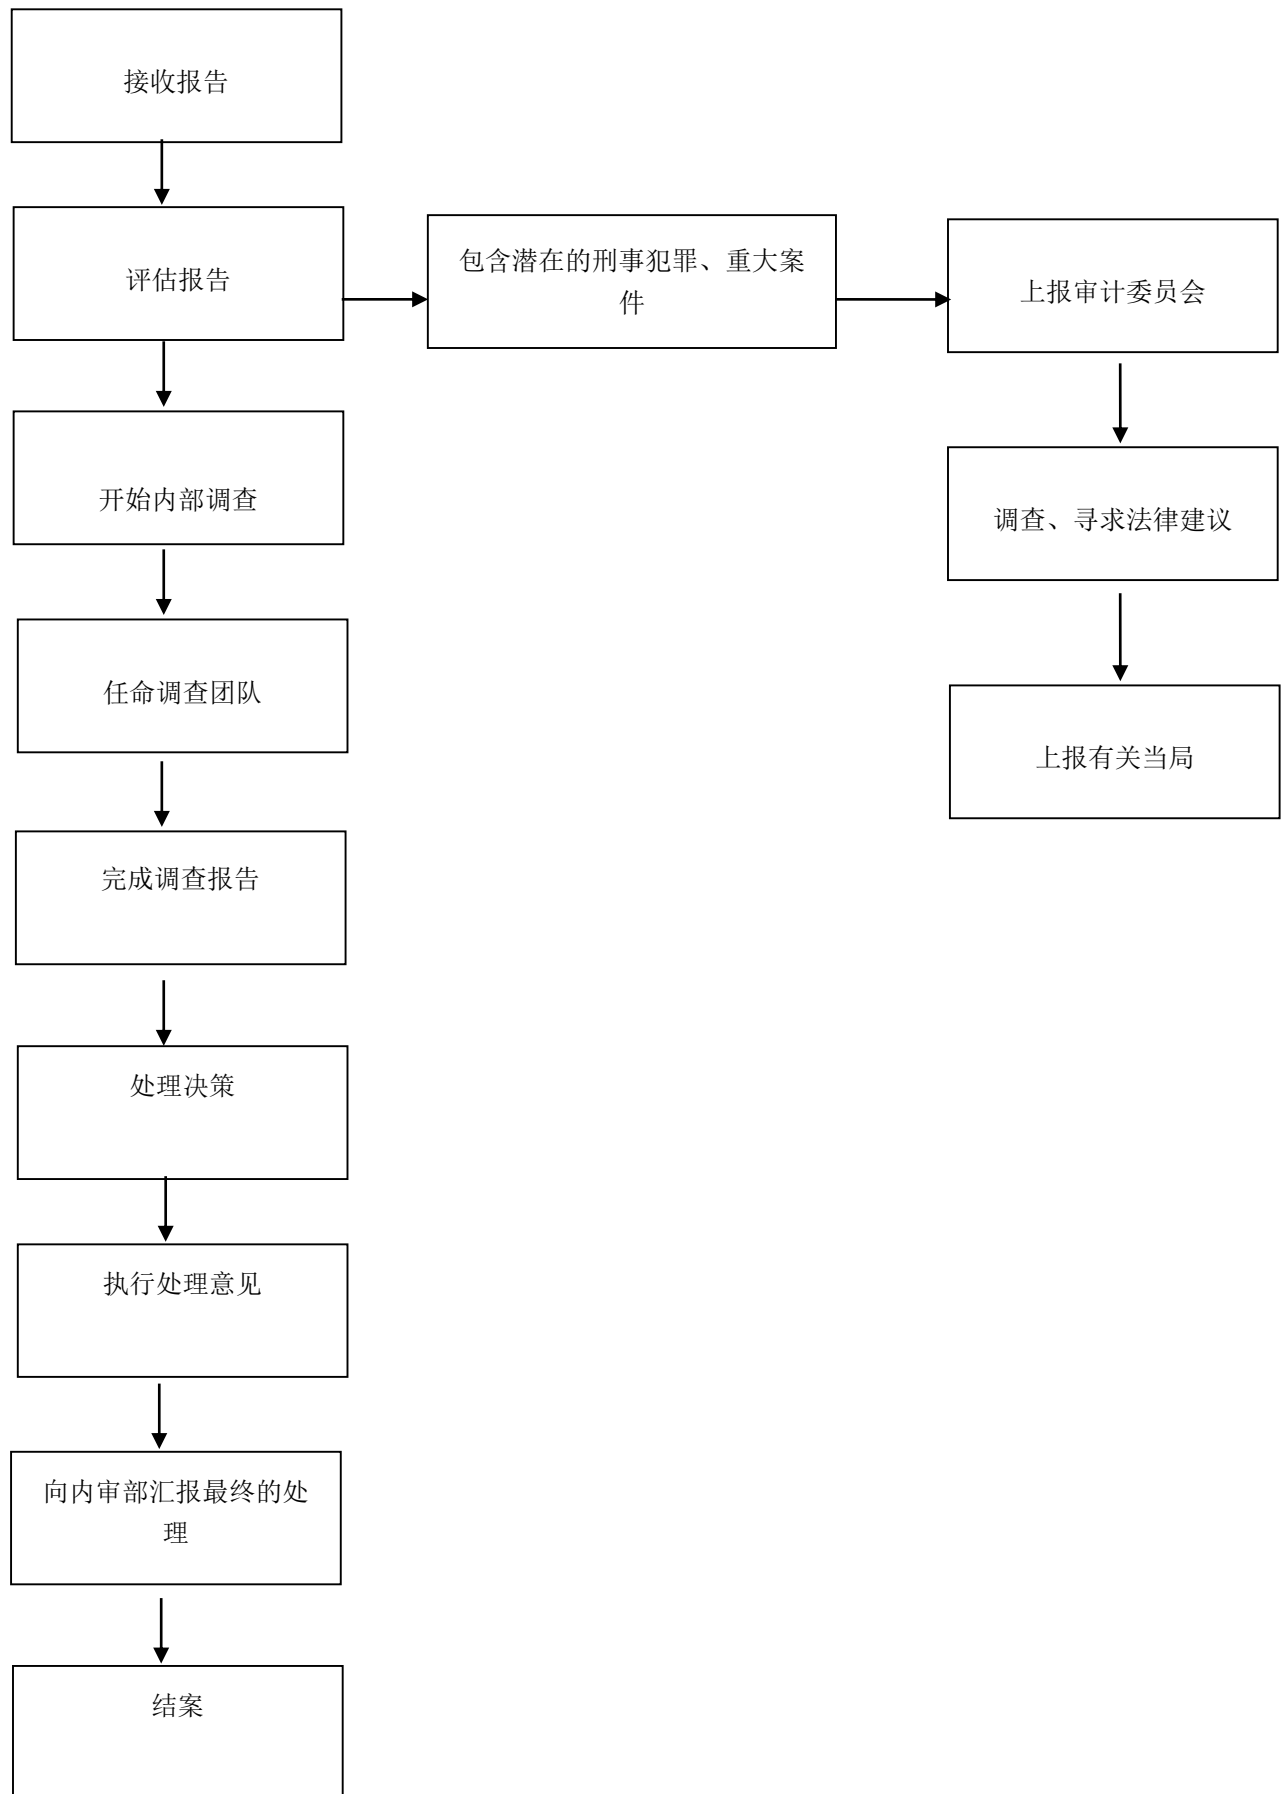 接收报告
评估报告
包含潜在的刑事犯罪、重大案
件
上报审计委员会
开始内部调查
调查、寻求法律建议
任命调查团队
上报有关当局
完成调查报告
处理决策
执行处理意见
向内审部汇报最终的处
理
结案